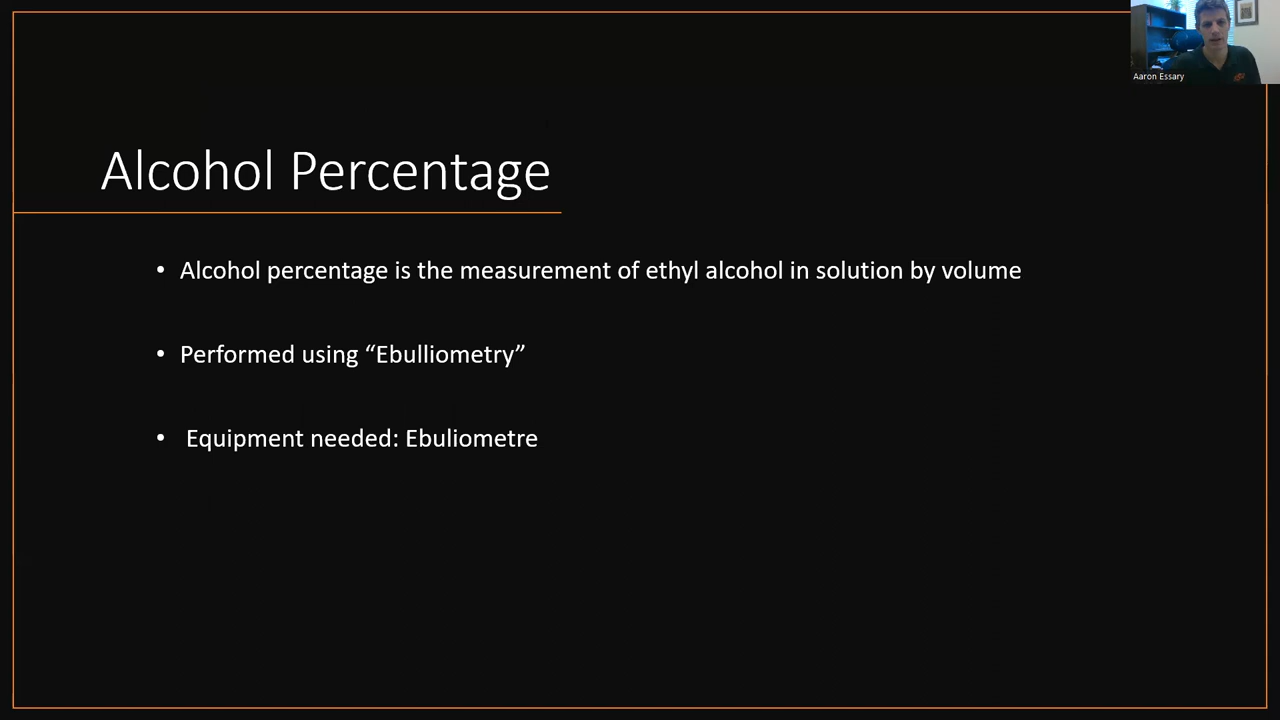 Aaron Essary
Alcohol Percentage
• Alcohol percentage is the measurement of ethyl alcohol in solution by volume
• Performed using “Ebulliometry”
• Equipment needed: Ebuliometre